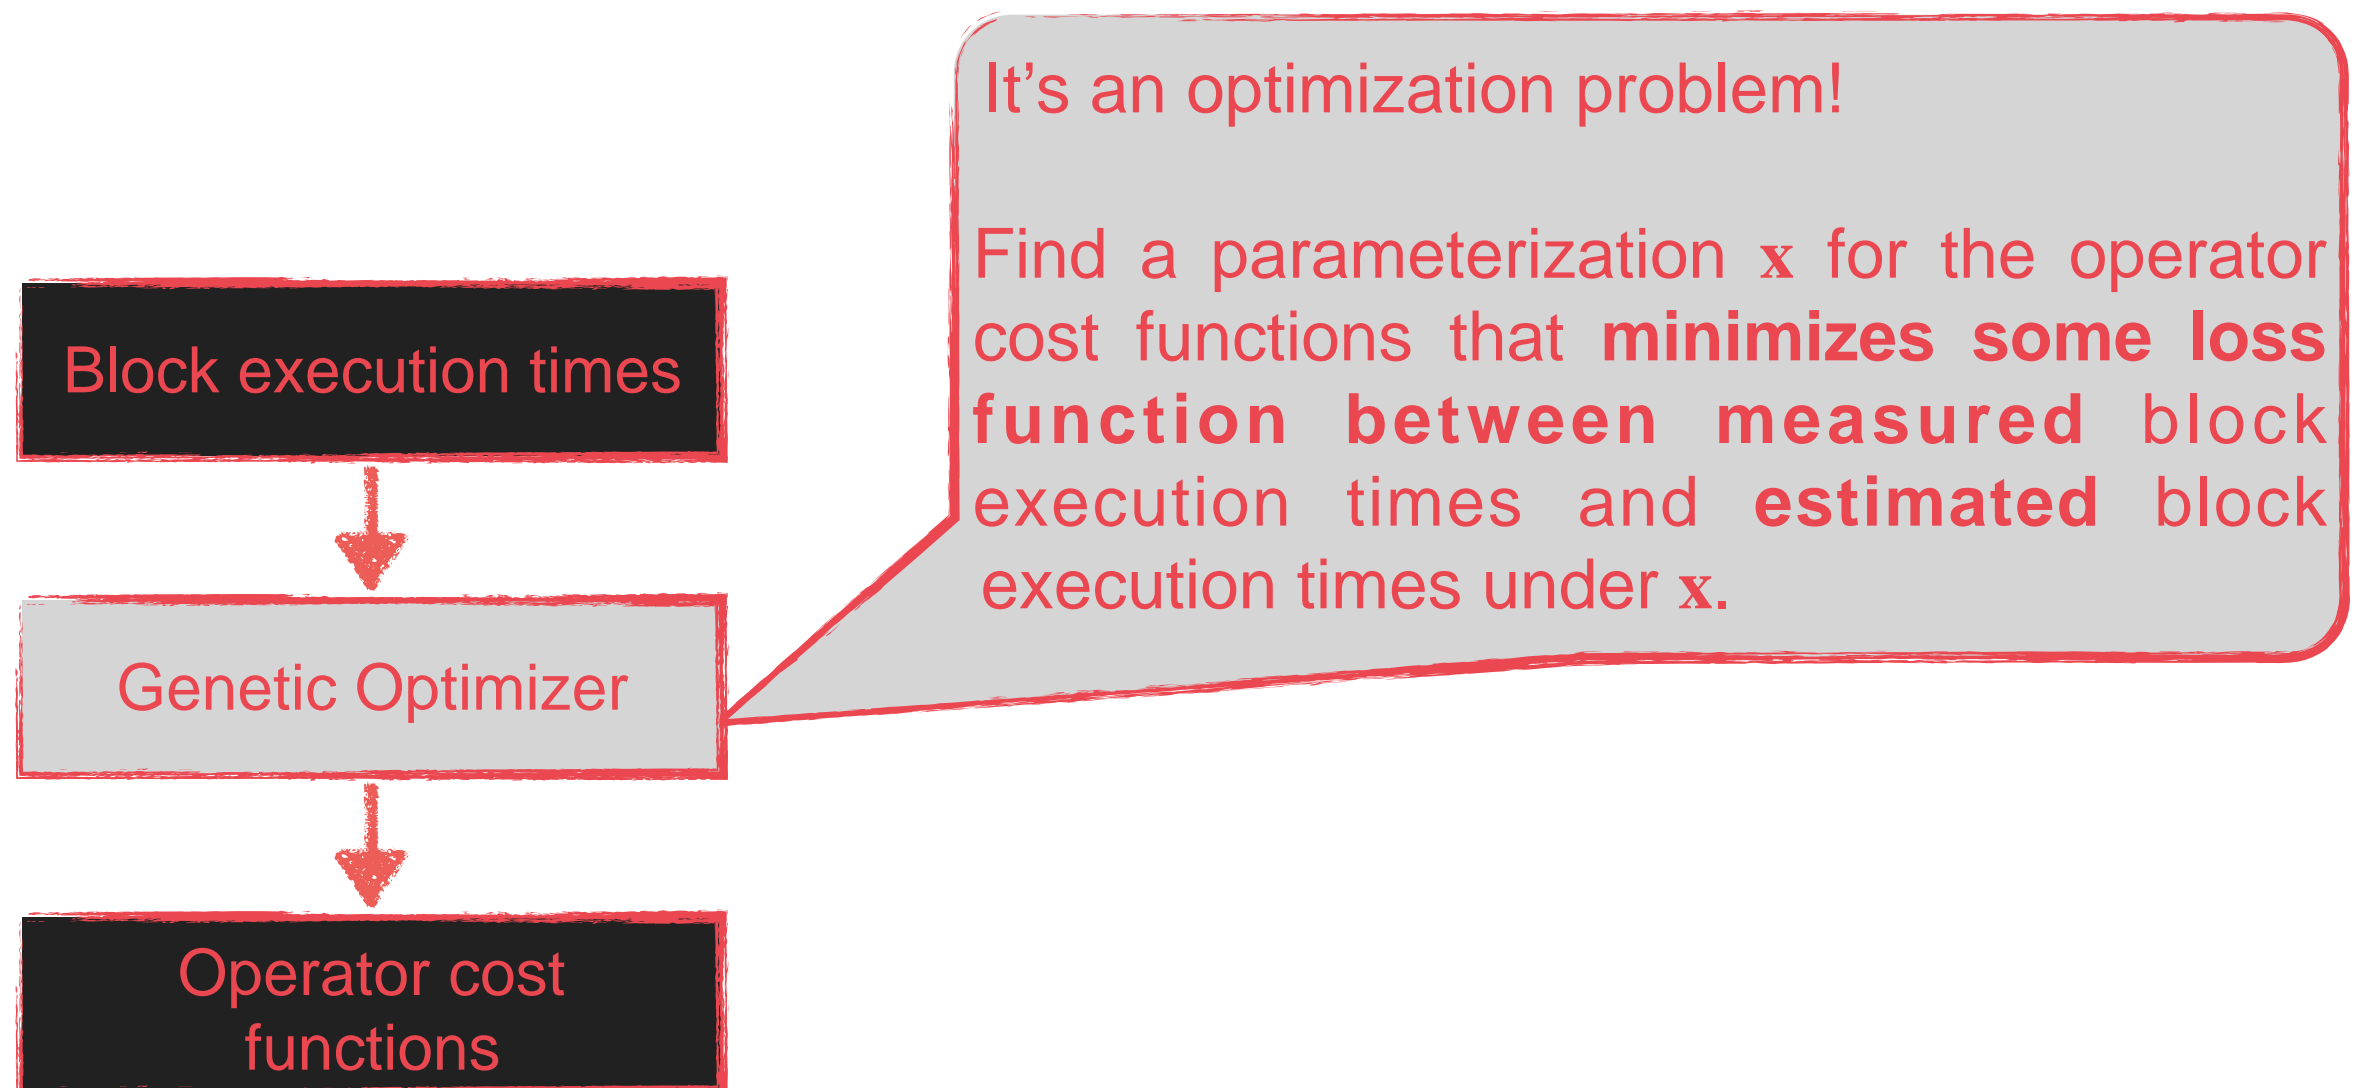 It’s an optimization problem!
Find a parameterization x for the operator
cost functions that minimizes some loss
function between measured block
execution times and estimated block
execution times under x.
Block execution times
Genetic Optimizer
Operator cost
functions